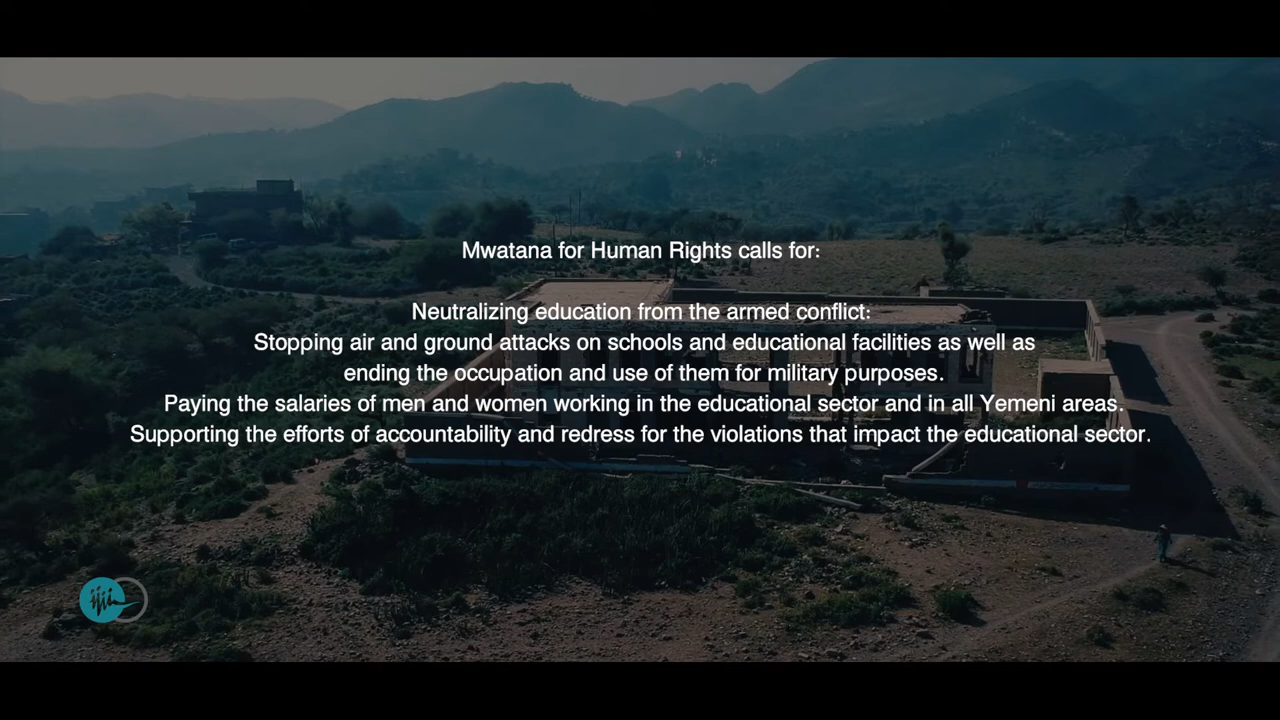 Mwatana for Human Rights calls for:
Neutralizing education from the armed conflict:
Stopping air and ground attacks on schools and educational facilities as well as
ending the occupation and use of them for military purposes.
Paying the salaries of men and women working in the educational sector and in all Yemeni areas.
Supporting the efforts of accountability and redress for the violations that impact the educational sector.